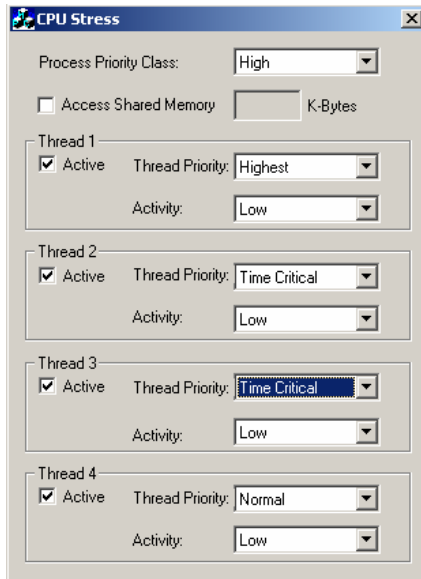 CPU Stress
Process Priority Class: High
Access Shared Memory K-Bytes
Thread 1
Active Thread Priority: Highest
Activity: Low
Thread 2
Active Thread Priority: Time Critical
Activity: Low
Thread 3
Active Thread Priority: Time Critical
Activity: Low
Thread 4
Active Thread Priority: Normal
Activity: Low